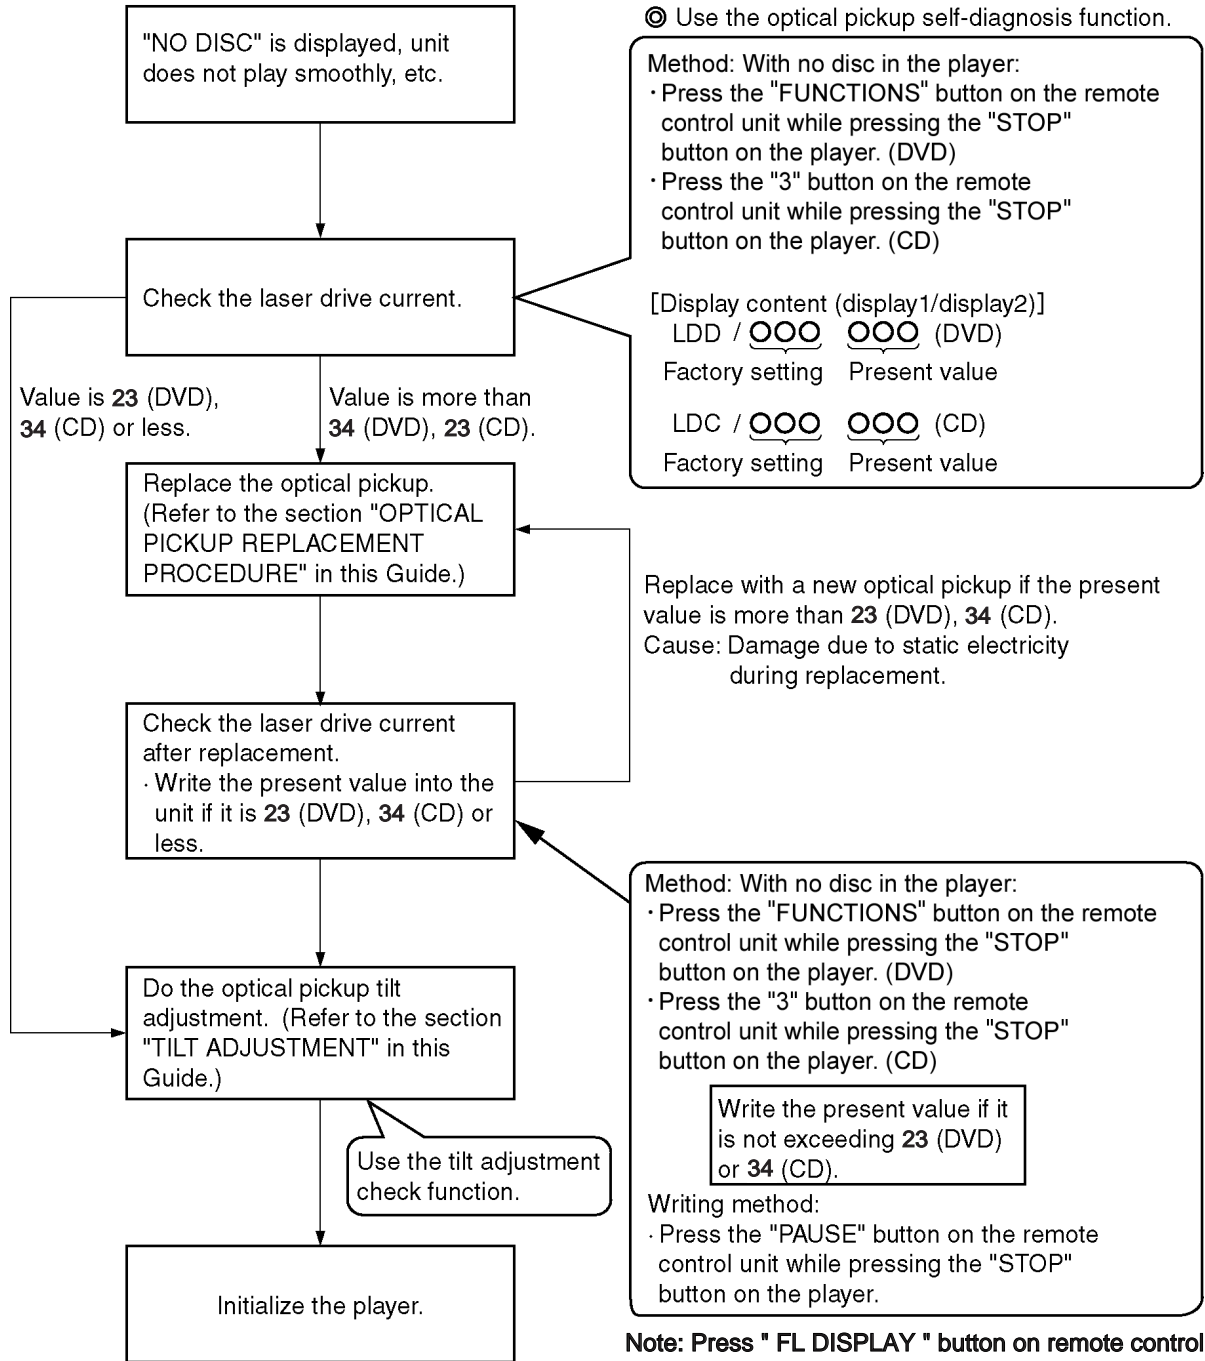 "NO DISC" is displayed, unit
does not play smoothly, etc.
◎ Use the optical pickup self-diagnosis function.
Method: With no disc in the player:
· Press the "FUNCTIONS" button on the remote
control unit while pressing the "STOP"
button on the player. (DVD)
· Press the "3" button on the remote
control unit while pressing the "STOP"
button on the player. (CD)
[Display content (display1/display2)]
LDD / OOO OOO (DVD)
Factory setting Present value
LDC / OOO OOO (CD)
Factory setting Present value
Check the laser drive current.
Value is 23 (DVD),
34 (CD) or less.
Value is more than
34 (DVD), 23 (CD).
Replace the optical pickup.
(Refer to the section "OPTICAL
PICKUP REPLACEMENT
PROCEDURE" in this Guide.)
Replace with a new optical pickup if the present
value is more than 23 (DVD), 34 (CD).
Cause: Damage due to static electricity
during replacement.
Check the laser drive current
after replacement.
· Write the present value into the
unit if it is 23 (DVD), 34 (CD) or
less.
Method: With no disc in the player:
· Press the "FUNCTIONS" button on the remote
control unit while pressing the "STOP"
button on the player. (DVD)
· Press the "3" button on the remote
control unit while pressing the "STOP"
button on the player. (CD)
Write the present value if it
is not exceeding 23 (DVD)
or 34 (CD).
Writing method:
· Press the "PAUSE" button on the remote
control unit while pressing the "STOP"
button on the player.
Do the optical pickup tilt
adjustment. (Refer to the section
"TILT ADJUSTMENT" in this
Guide.)
Use the tilt adjustment
check function.
Initialize the player.
Note: Press " FL DISPLAY " button on remote control